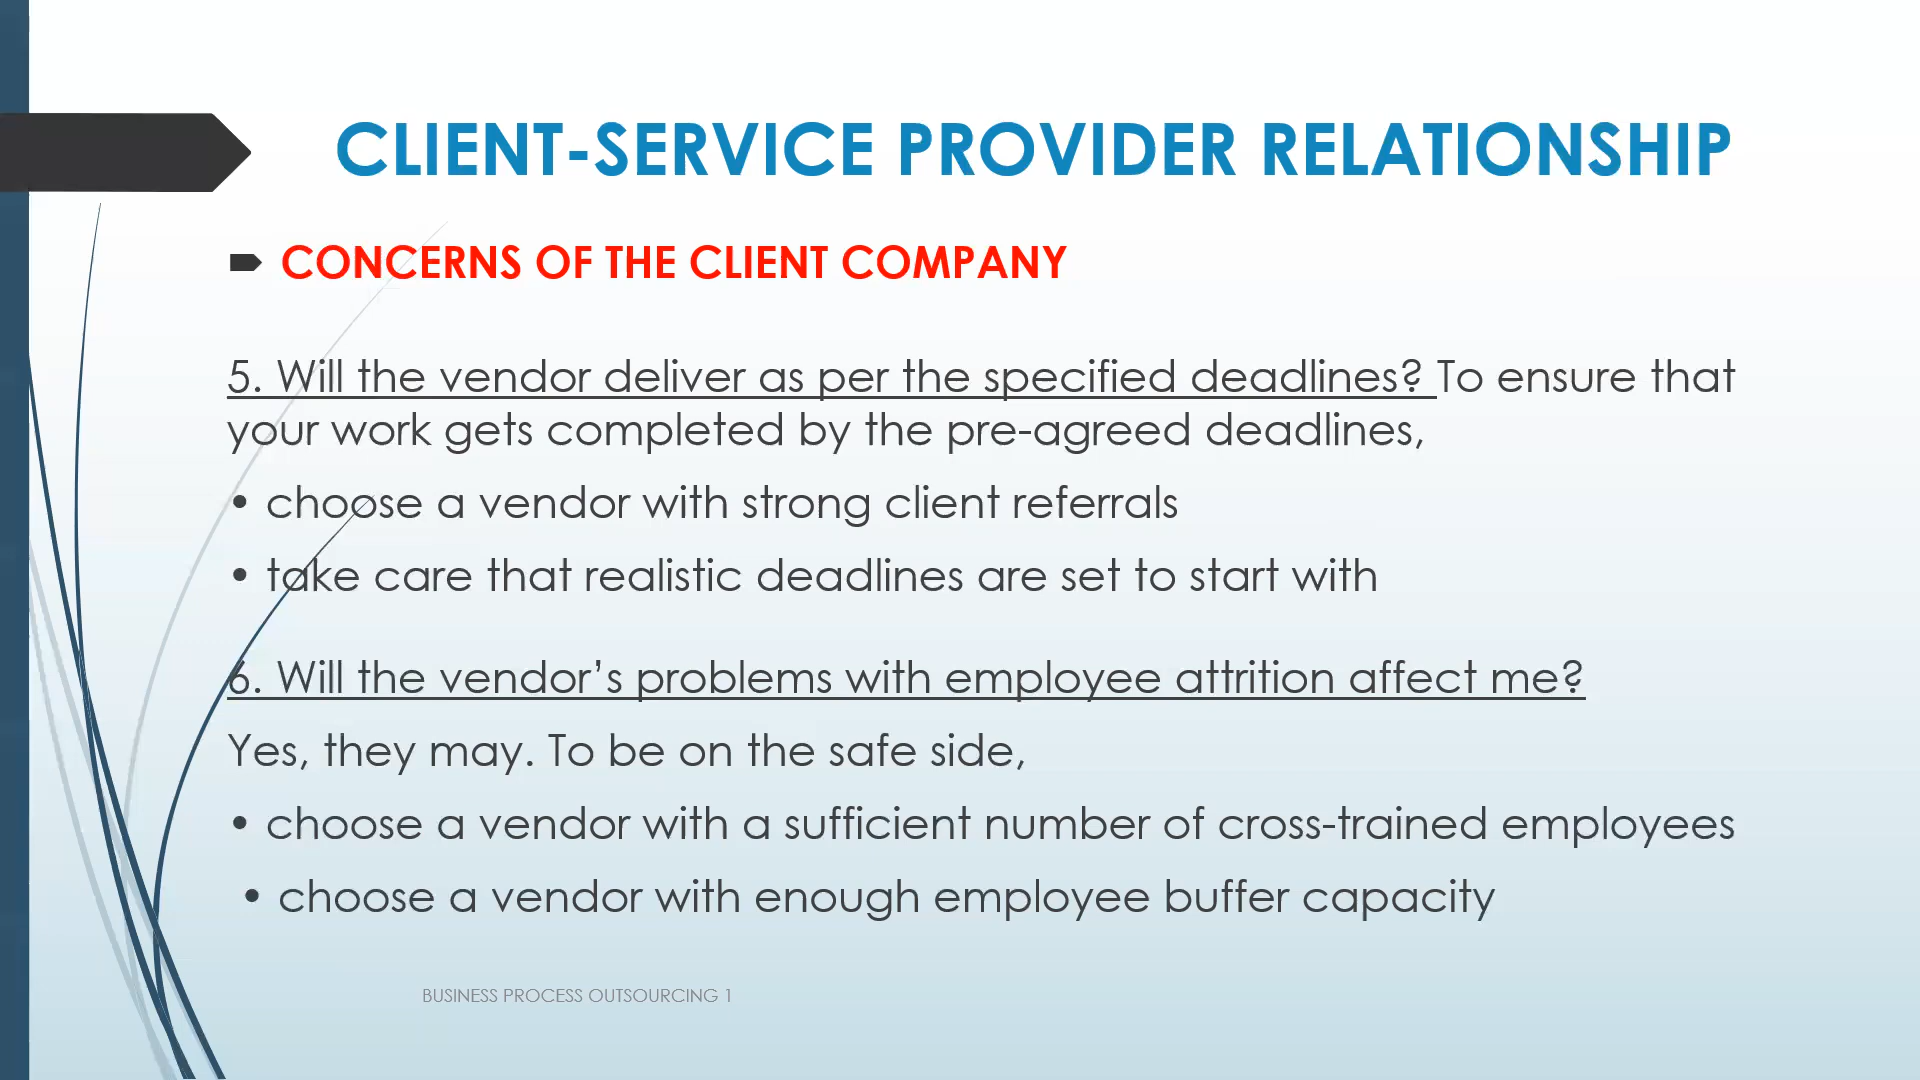 CLIENT-SERVICE PROVIDER RELATIONSHIP
CONCERNS OF THE CLIENT COMPANY
5. Will the vendor deliver as per the specified deadlines? To ensure that
your work gets completed by the pre-agreed deadlines,
• choose a vendor with strong client referrals
• take care that realistic deadlines are set to start with
6. Will the vendor’s problems with employee attrition affect me?
Yes, they may. To be on the safe side,
• choose a vendor with a sufficient number of cross-trained employees
• choose a vendor with enough employee buffer capacity
BUSINESS PROCESS OUTSOURCING 1